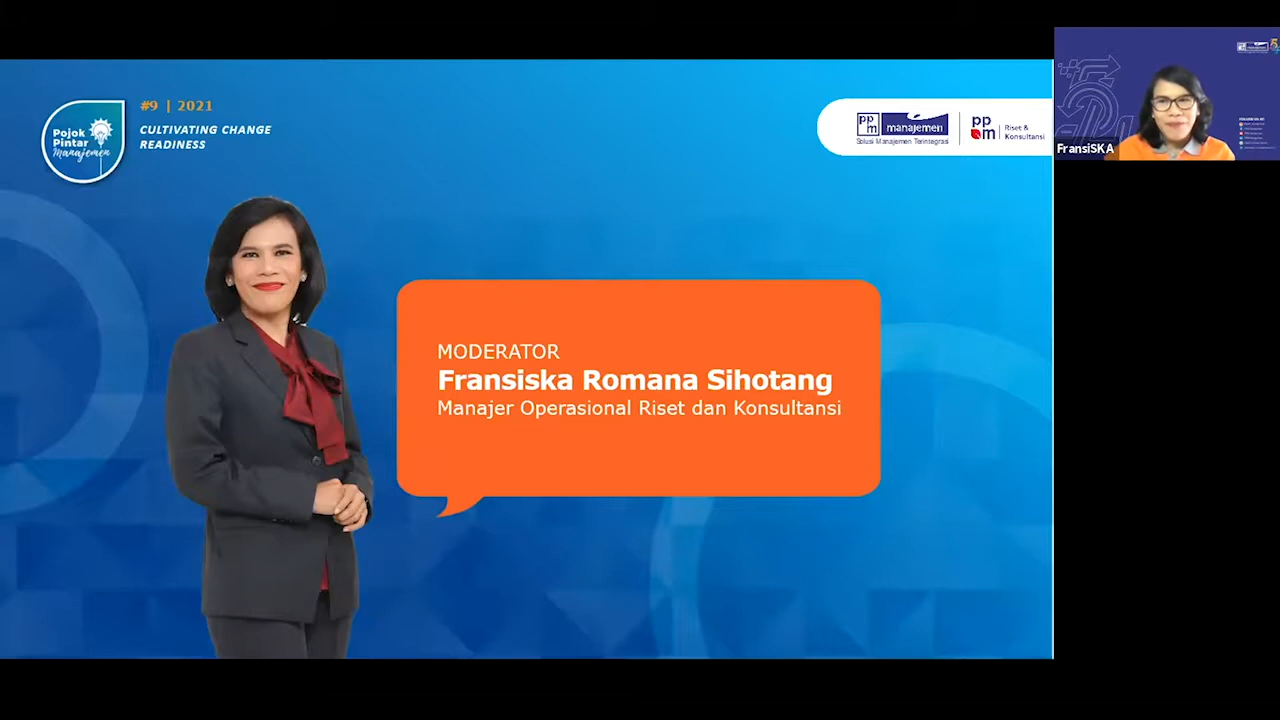 #9 | 2021
CULTIVATING CHANGE
READINESS
Pojok
Pintar
Manajemen
ppm
manajemen
Solusi Manajemen Terintegrasi
ppm
Riset &
Konsultansi
FransiSKA
MODERATOR
Fransiska Romana Sihotang
Manajer Operasional Riset dan Konsultansi